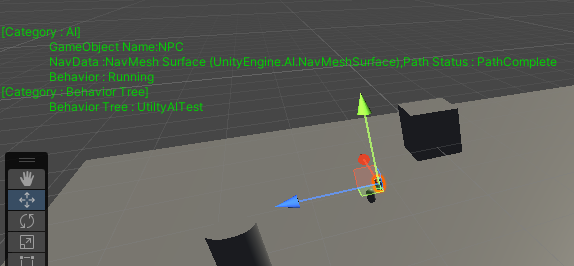 [Category : AI]
GameObject Name:NPC
NavData :NavMesh Surface (UnityEngine.AI.NavMeshSurface),Path Status : PathComplete
Behavior : Running
[Category : Behavior Tree]
Behavior Tree : UtiltyAITest